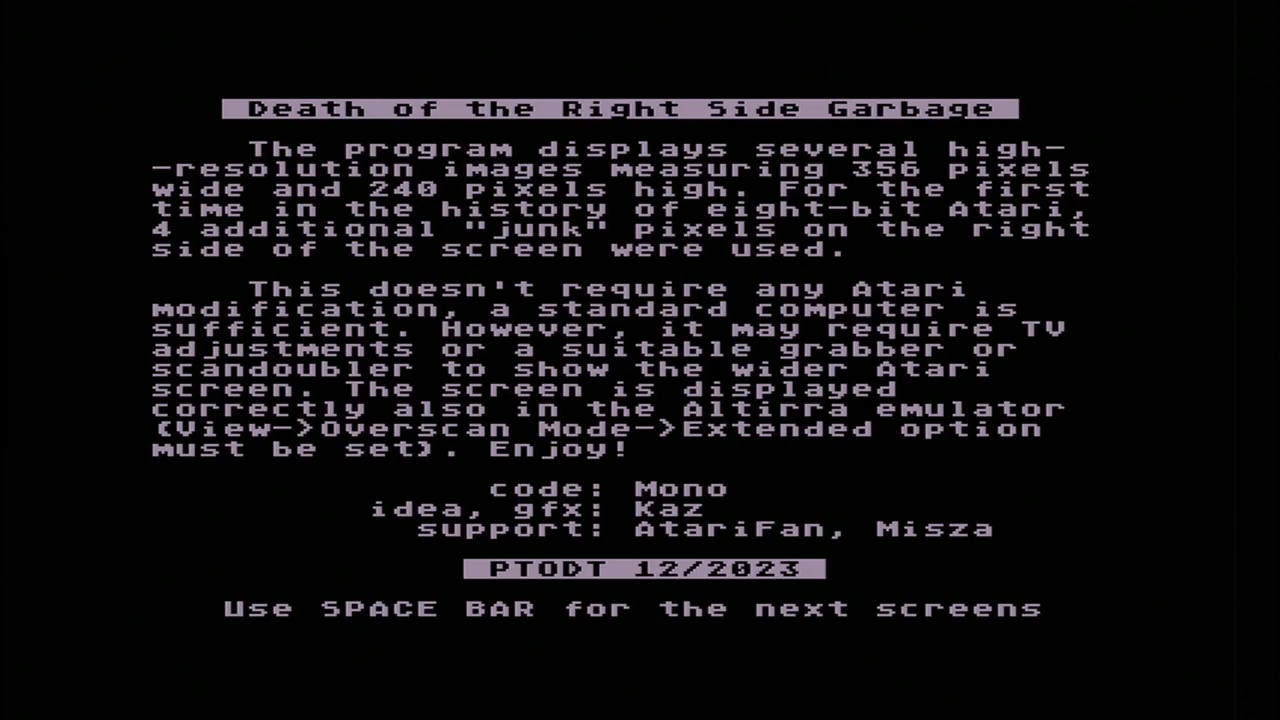 Death of the Right Side Garbage
The program displays several high-
-resolution images measuring 356 pixels
wide and 240 pixels high. For the first
time in the history of eight-bit Atari,
4 additional "junk" pixels on the right
side of the screen were used.
This doesn't require any Atari
modification, a standard computer is
sufficient. However, it may require TV
adjustments or a suitable grabber or
scandoubler to show the wider Atari
screen. The screen is displayed
correctly also in the Altirra emulator
(View->Overscan Mode->Extended option
must be set). Enjoy!
code: Mono
idea, gfx: Kaz
support: AtariFan, Misza
PTODT 12/2023
Use SPACE BAR for the next screens